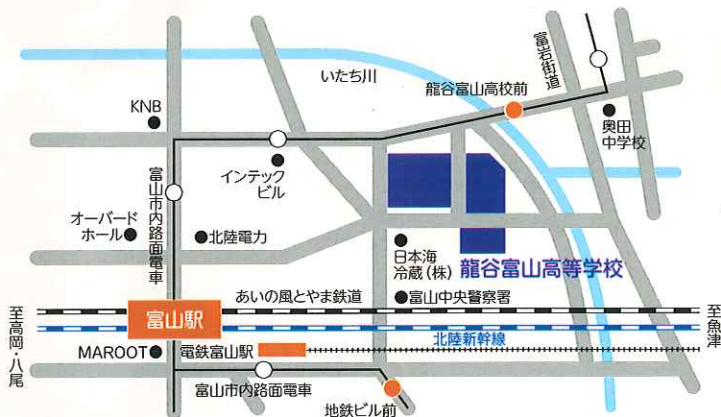 富岩街道
いたち川
龍谷富山高校前
KNB
奥田
中学校
インテック
ビル
富山市内路面電車
オーバード
ホール
北陸電力
日本海
冷蔵(株)
龍谷富山高等学校
あいの風とやま鉄道
富山中央警察署
至高岡・八尾
富山駅
至魚津
北陸新幹線
MAROOT
電鉄富山駅
富山市内路面電車
地鉄ビル前